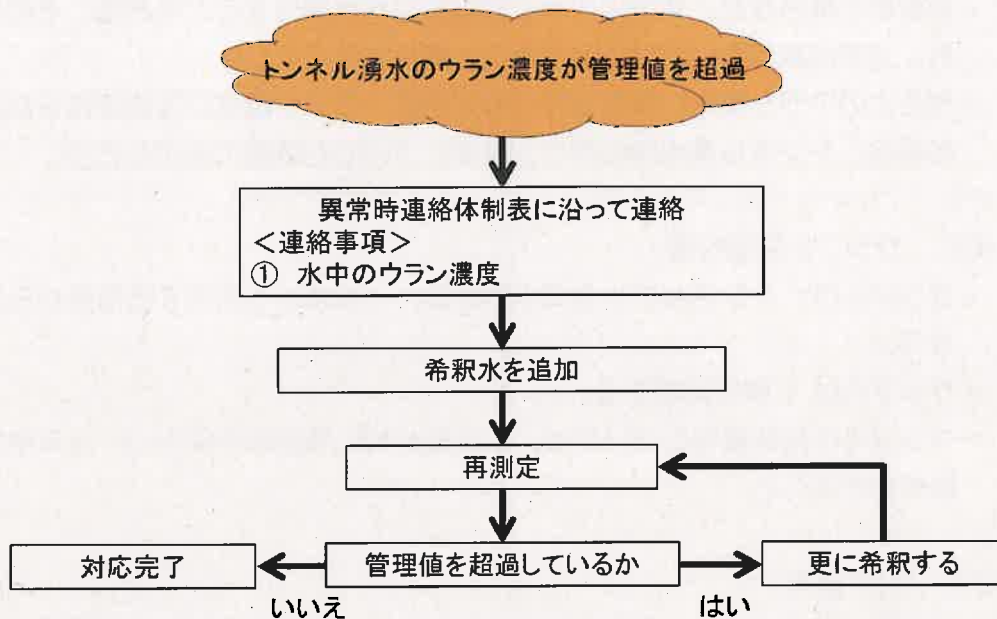 トンネル湧水のウラン濃度が管理値を超過
異常時連絡体制表に沿って連絡
＜連絡事項＞
① 水中のウラン濃度
希釈水を追加
再測定
対応完了
管理値を超過しているか
更に希釈する
いいえ
はい